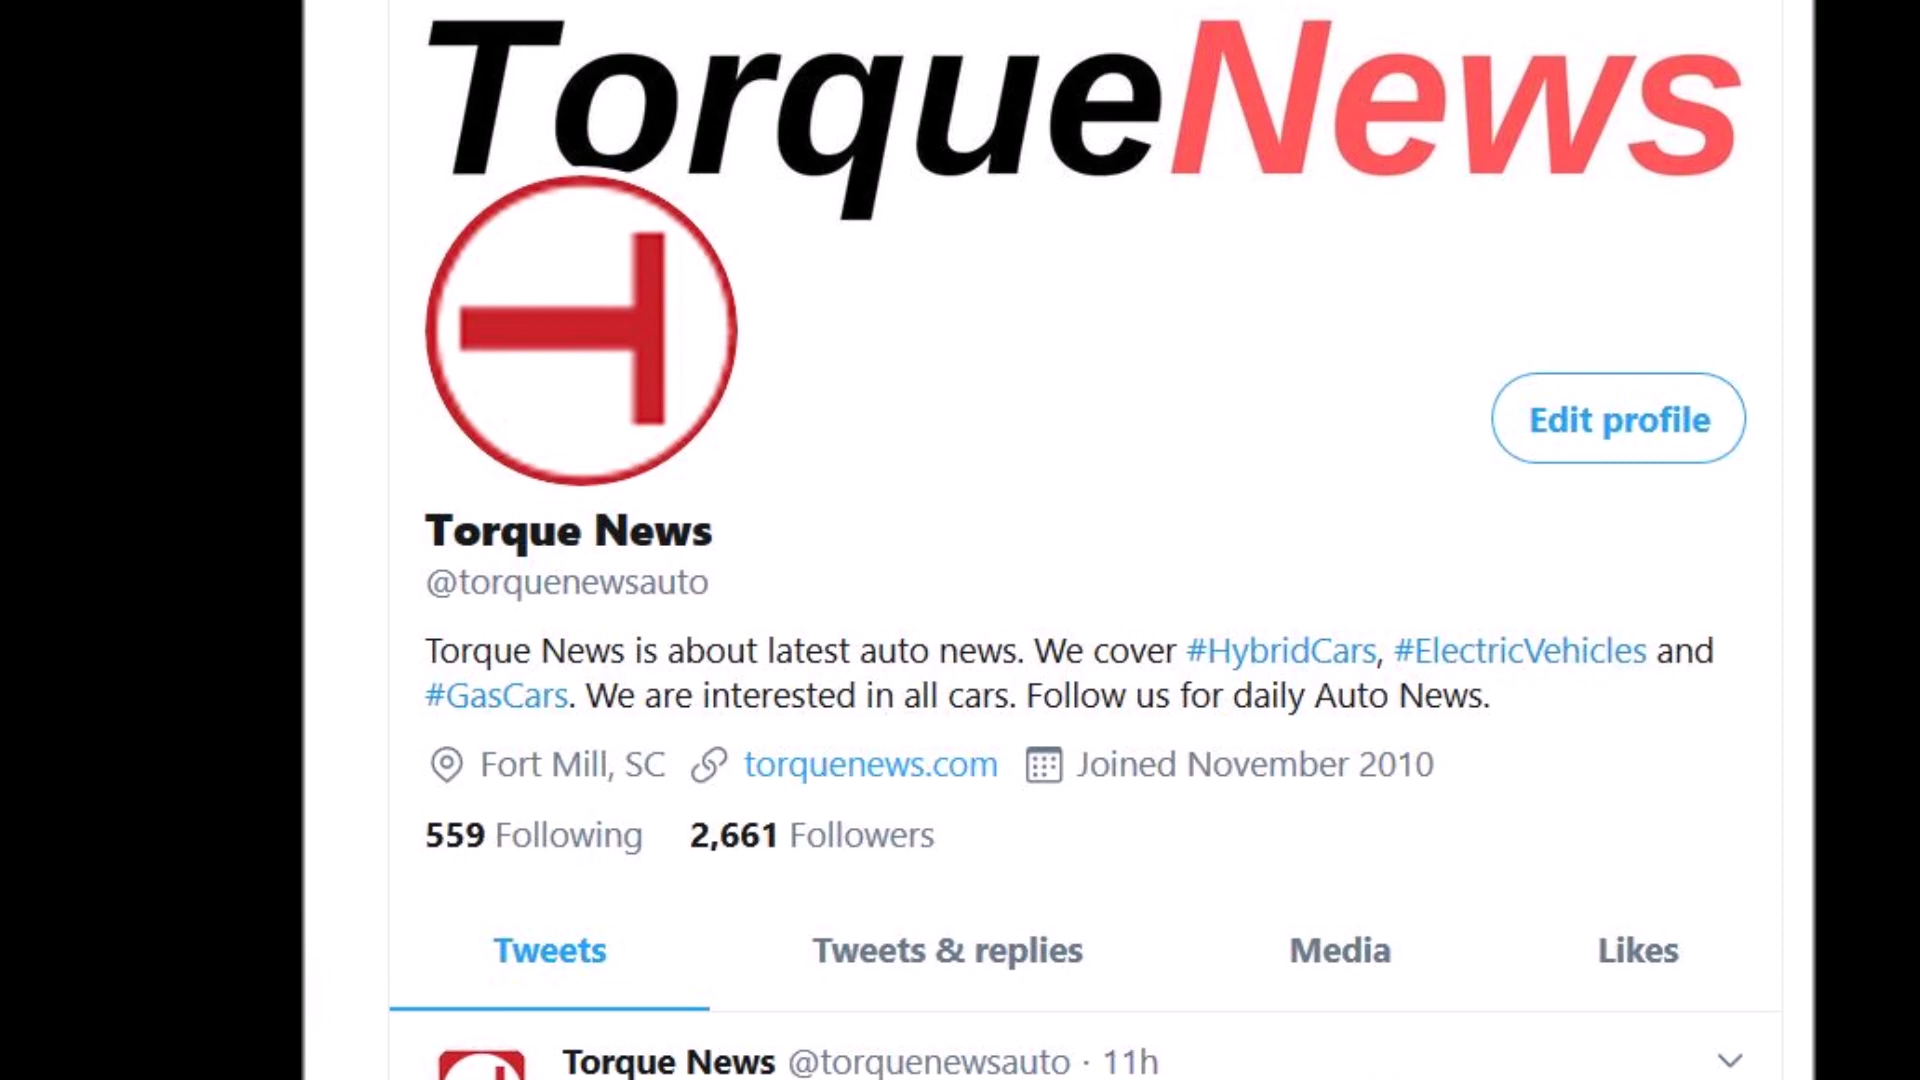 TorqueNews
T
Edit profile
Torque News
@torquenewsauto
Torque News is about latest auto news. We cover #HybridCars, #ElectricVehicles and
#GasCars. We are interested in all cars. Follow us for daily Auto News.
Fort Mill, SC torquenews.com Joined November 2010
559 Following 2,661 Followers
Tweets Tweets & replies Media Likes
Torque News @torquenewsauto · 11h